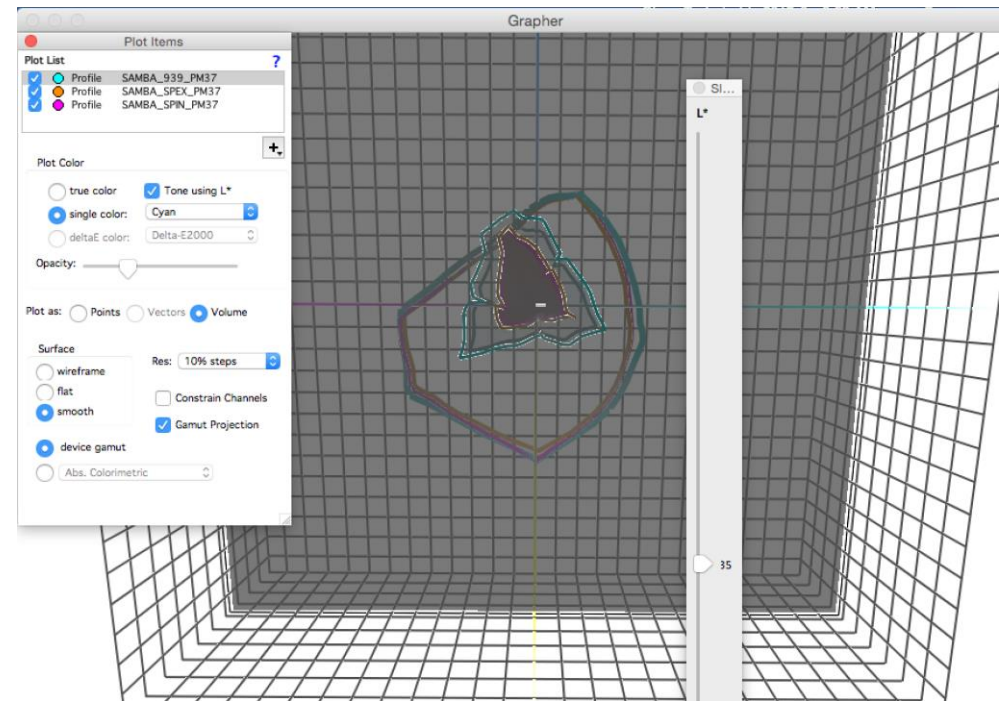 Grapher
Plot Items
Plot List
?
Profile SAMBA_939_PM37
Profile SAMBA_SPEX_PM37
Profile SAMBA_SPIN_PM37
+
Plot Color
true color
Tone using L*
single color: Cyan
deltaE color: Delta-E2000
Opacity:
Plot as: Points Vectors Volume
Surface
wireframe
flat
smooth
Res: 10% steps
Constrain Channels
Gamut Projection
device gamut
Abs. Colorimetric
Sl...
L*
35